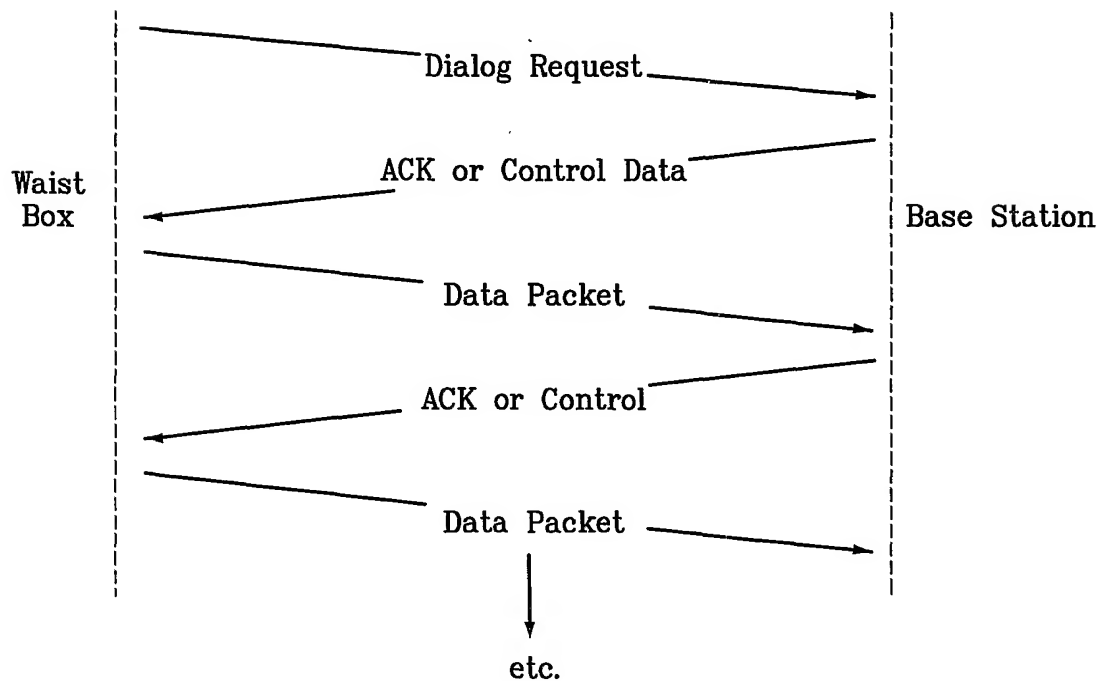 Dialog Request
ACK or Control Data
Waist
Box
Base Station
Data Packet
ACK or Control
Data Packet
etc.